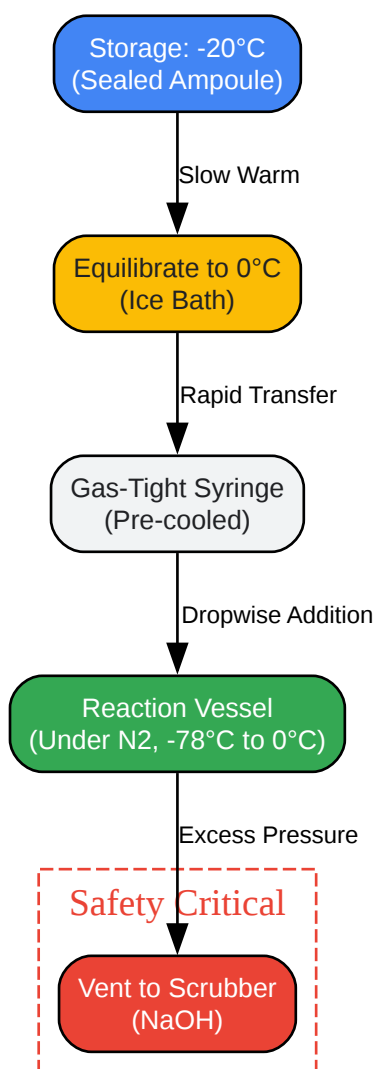 Storage: -20°C
(Sealed Ampoule)
Slow Warm
Equilibrate to 0°C
(Ice Bath)
Rapid Transfer
Gas-Tight Syringe
(Pre-cooled)
Dropwise Addition
Reaction Vessel
(Under N2, -78°C to 0°C)
Excess Pressure
Safety Critical
Vent to Scrubber
(NaOH)